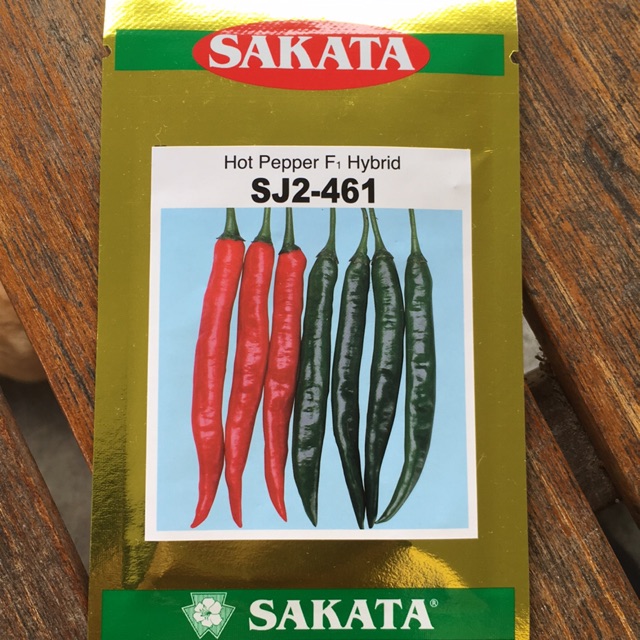 SAKATA
Hot Pepper F₁ Hybrid
SJ2-461
SAKATA®